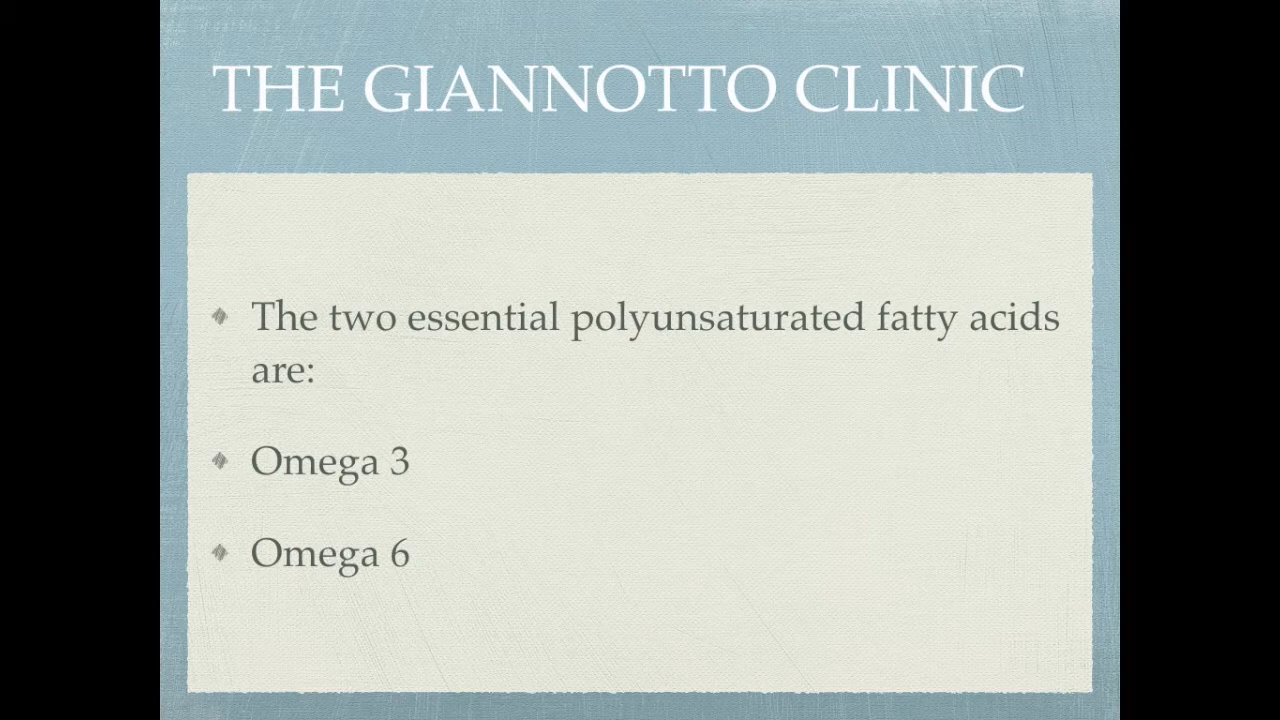 THE GIANNOTTO CLINIC
The two essential polyunsaturated fatty acids
are:
Omega 3
Omega 6